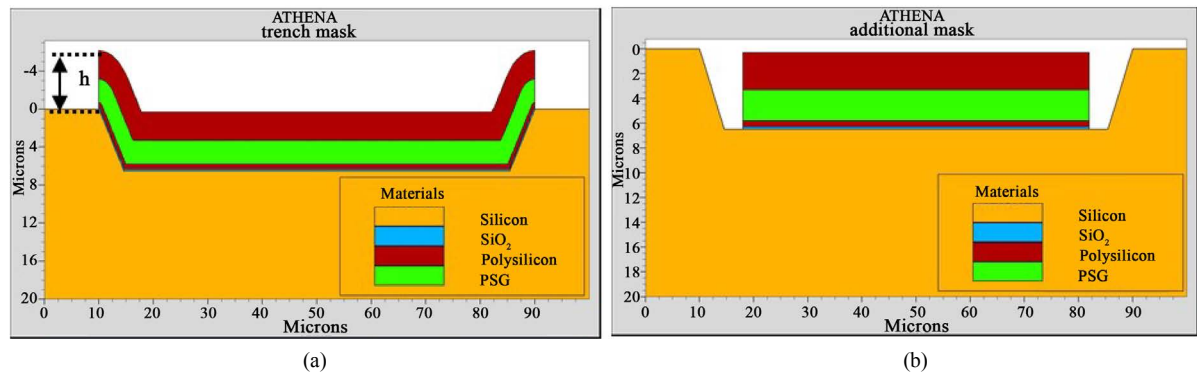 ATHENA
trench mask
h
-4
0
4
8
12
16
20
Microns
Materials
Silicon
SiO₂
Polysilicon
PSG
0 10 20 30 40 50 60 70 80 90
Microns
(a)
ATHENA
additional mask
0
2
4
6
8
10
12
14
16
18
20
Microns
Materials
Silicon
SiO₂
Polysilicon
PSG
0 10 20 30 40 50 60 70 80 90
Microns
(b)